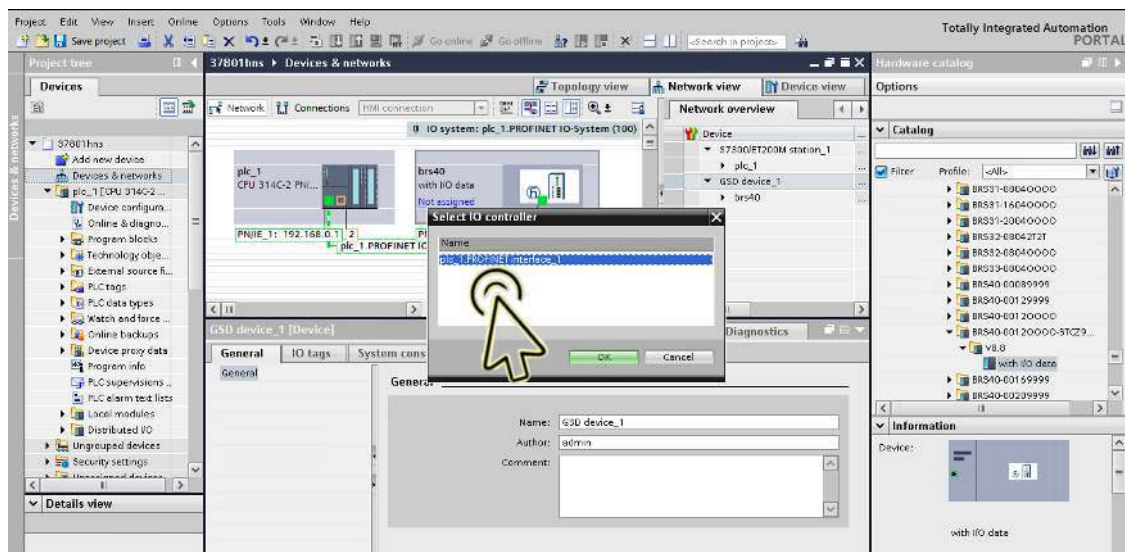 Project Edit View Insert Online Options Tools Window Help
Totally Integrated Automation
PORTAL
Save project Go online Go offline <Search in project>
Project tree
37801hns Devices & networks
Hardware catalog
Devices
Topology view Network view Device view
Options
Network Connections HMI connection
Network overview
IO system: plc_1.PROFINET IO-System (100)
Catalog
Device
S7300/ET200M station_1
plc_1
GSD device_1
brs40
Filter Profile: <All>
Devices & networks
37801hns
Add new device
Devices & networks
plc_1 [CPU 314C-2 ...
Device configura...
Online & diagno...
Program blocks
Technology obje...
External source fi...
PLC tags
PLC data types
Watch and force ...
Online backups
Device proxy data
Program info
PLC supervisions ...
PLC alarm text lists
Local modules
Distributed I/O
Ungrouped devices
Security settings
Details view
plc_1
CPU 314C-2 PN/...
brs40
with I/O data
Not assigned
PN/IE_1: 192.168.0.1 2
plc_1.PROFINET IC
Select IO controller
Name
plc_1.PROFINET interface_1
OK Cancel
GSD device_1 [Device]
Diagnostics
General IO tags System cons
General
General
Name: GSD device_1
Author: admin
Comment:
BRS31-08040000
BRS31-16040000
BRS31-20040000
BRS32-08042T2T
BRS32-08040000
BRS33-08040000
BRS40-00089999
BRS40-00129999
BRS40-00120000
BRS40-00120000-STCZ9...
V8.8
with I/O data
BRS40-00169999
BRS40-00209999
Information
Device:
with I/O data